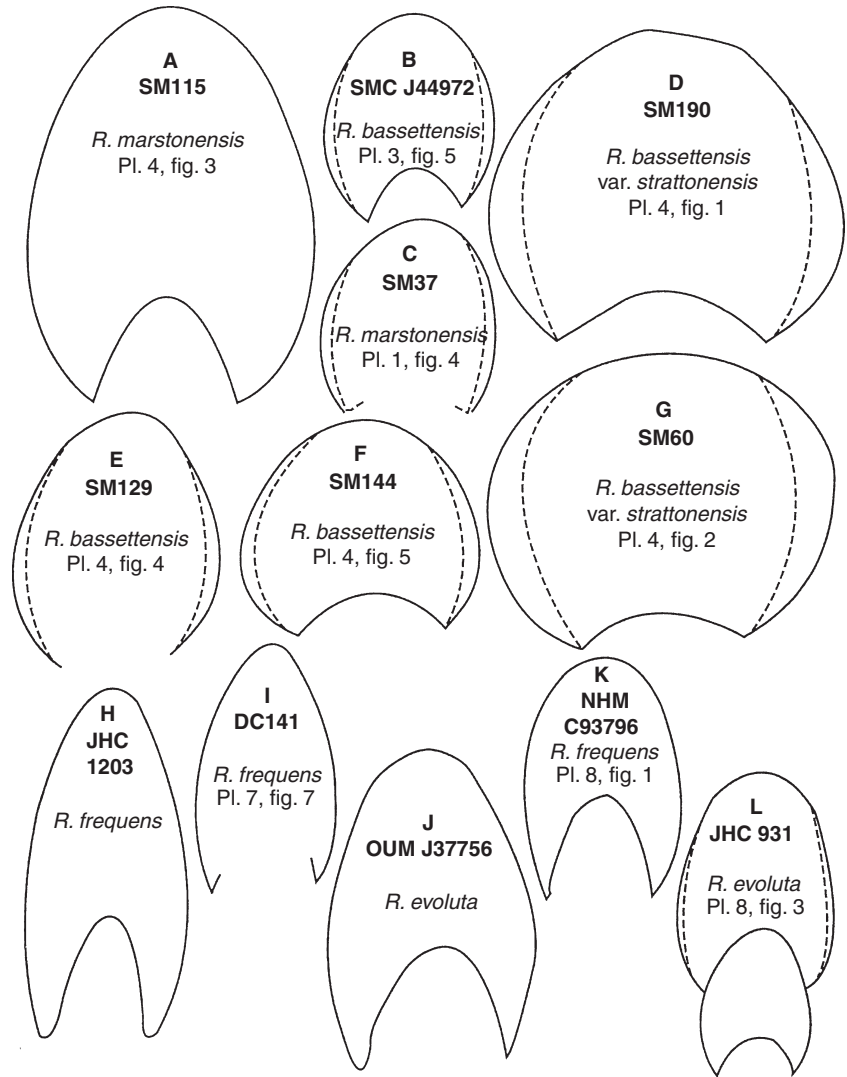 A
SM115
R. marstonensis
Pl. 4, fig. 3
B
SMC J44972
R. bassettensis
Pl. 3, fig. 5
C
SM37
R. marstonensis
Pl. 1, fig. 4
D
SM190
R. bassettensis
var. strattonensis
Pl. 4, fig. 1
E
SM129
R. bassettensis
Pl. 4, fig. 4
F
SM144
R. bassettensis
Pl. 4, fig. 5
G
SM60
R. bassettensis
var. strattonensis
Pl. 4, fig. 2
H
JHC
1203
R. frequens
I
DC141
R. frequens
Pl. 7, fig. 7
J
OUM J37756
R. evoluta
K
NHM
C93796
R. frequens
Pl. 8, fig. 1
L
JHC 931
R. evoluta
Pl. 8, fig. 3